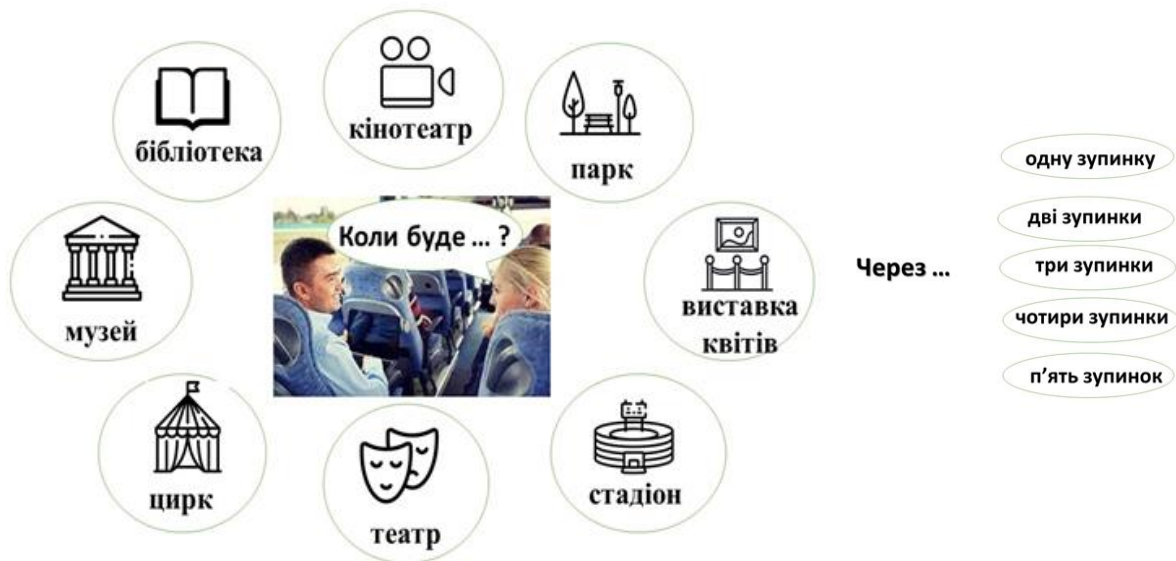 кінотеатр
бібліотека
парк
Коли буде ... ?
музей
виставка
квітів
цирк
театр
стадіон
Через ...
одну зупинку
дві зупинки
три зупинки
чотири зупинки
п’ять зупинок